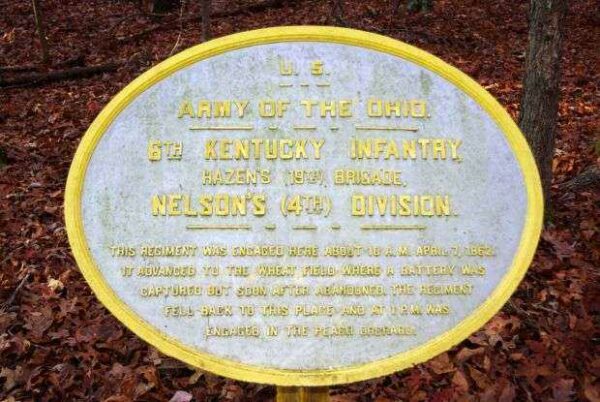 U. S.
ARMY OF THE OHIO.
6TH KENTUCKY INFANTRY,
HAZEN'S (19TH) BRIGADE,
NELSON'S (4TH) DIVISION.
THIS REGIMENT WAS ENGAGED HERE ABOUT 10 A.M. APRIL 7, 1862.
IT ADVANCED TO THE WHEAT FIELD WHERE A BATTERY WAS
CAPTURED BUT SOON AFTER ABANDONED. THE REGIMENT
FELL BACK TO THIS PLACE AND AT 1 P.M. WAS
ENGAGED IN THE PEACH ORCHARD.